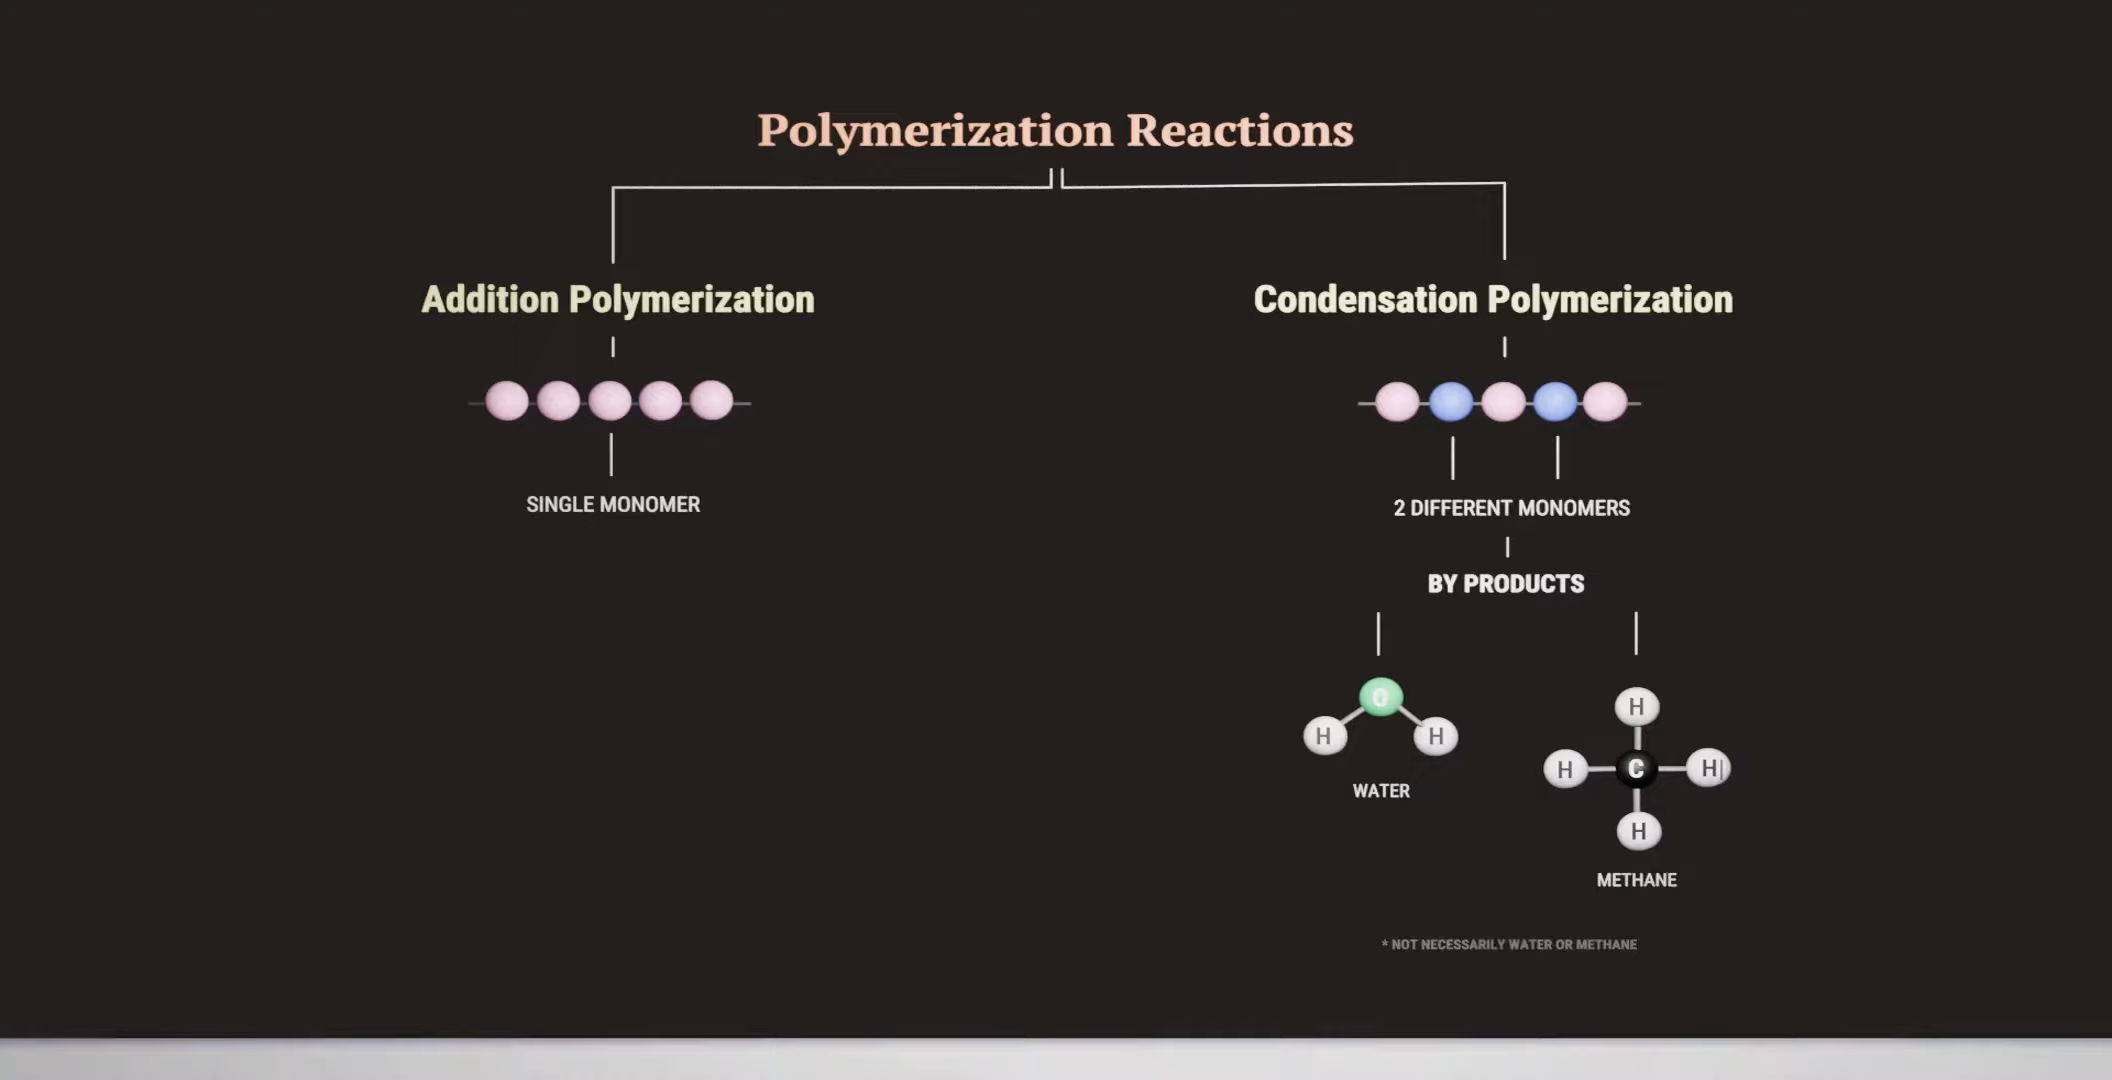 Polymerization Reactions
Addition Polymerization
SINGLE MONOMER
Condensation Polymerization
2 DIFFERENT MONOMERS
BY PRODUCTS
O
H H
WATER
H
H C H
H
METHANE
* NOT NECESSARILY WATER OR METHANE